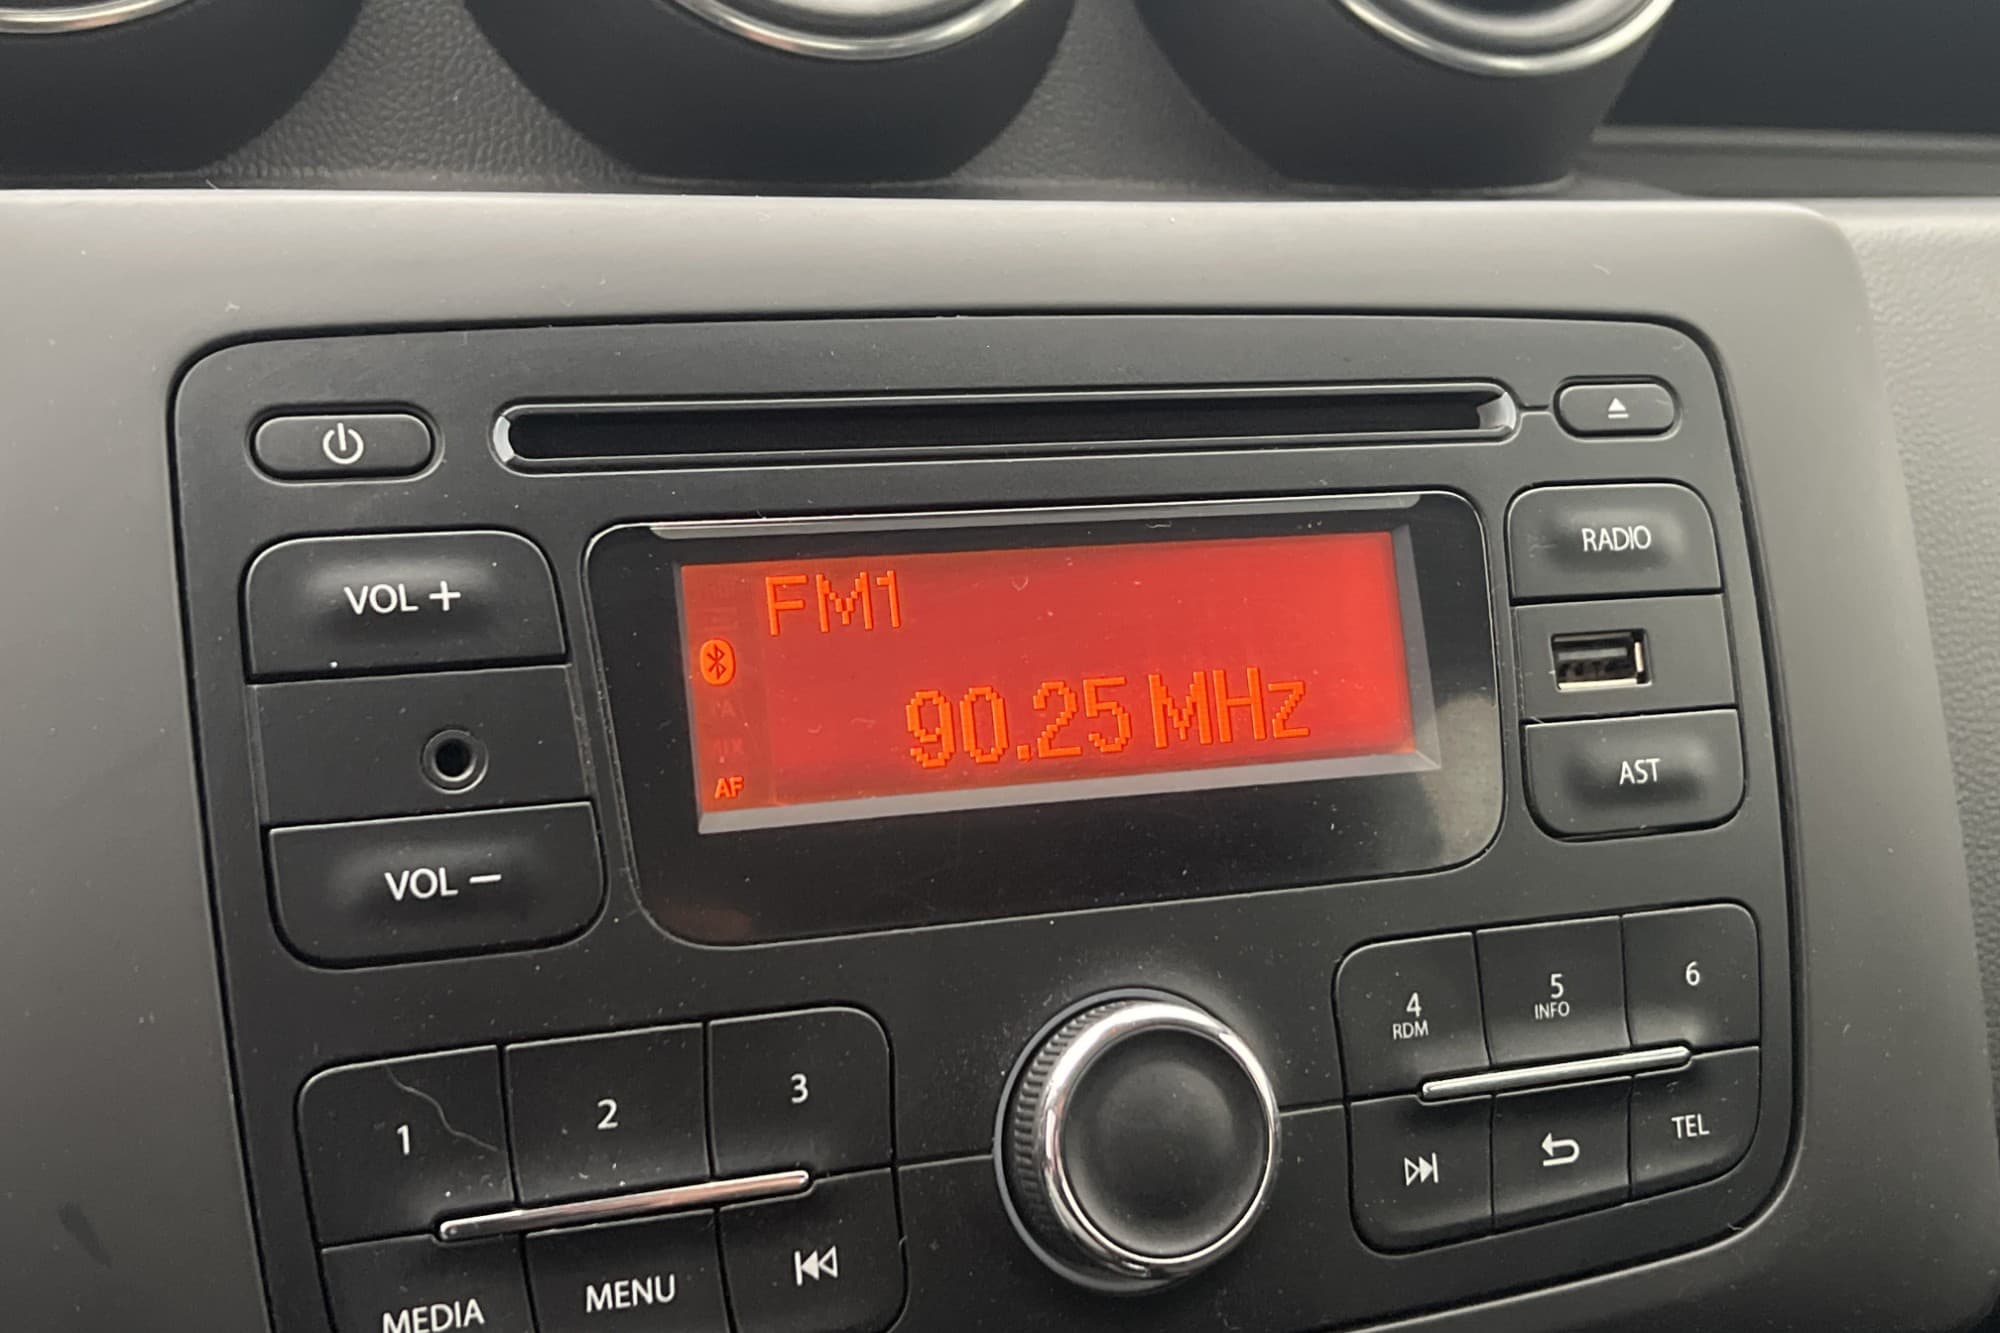 VOL +
VOL –
FM1
90.25 MHz
AF
RADIO
AST
1
2
3
MEDIA
MENU
4
RDM
5
INFO
6
TEL